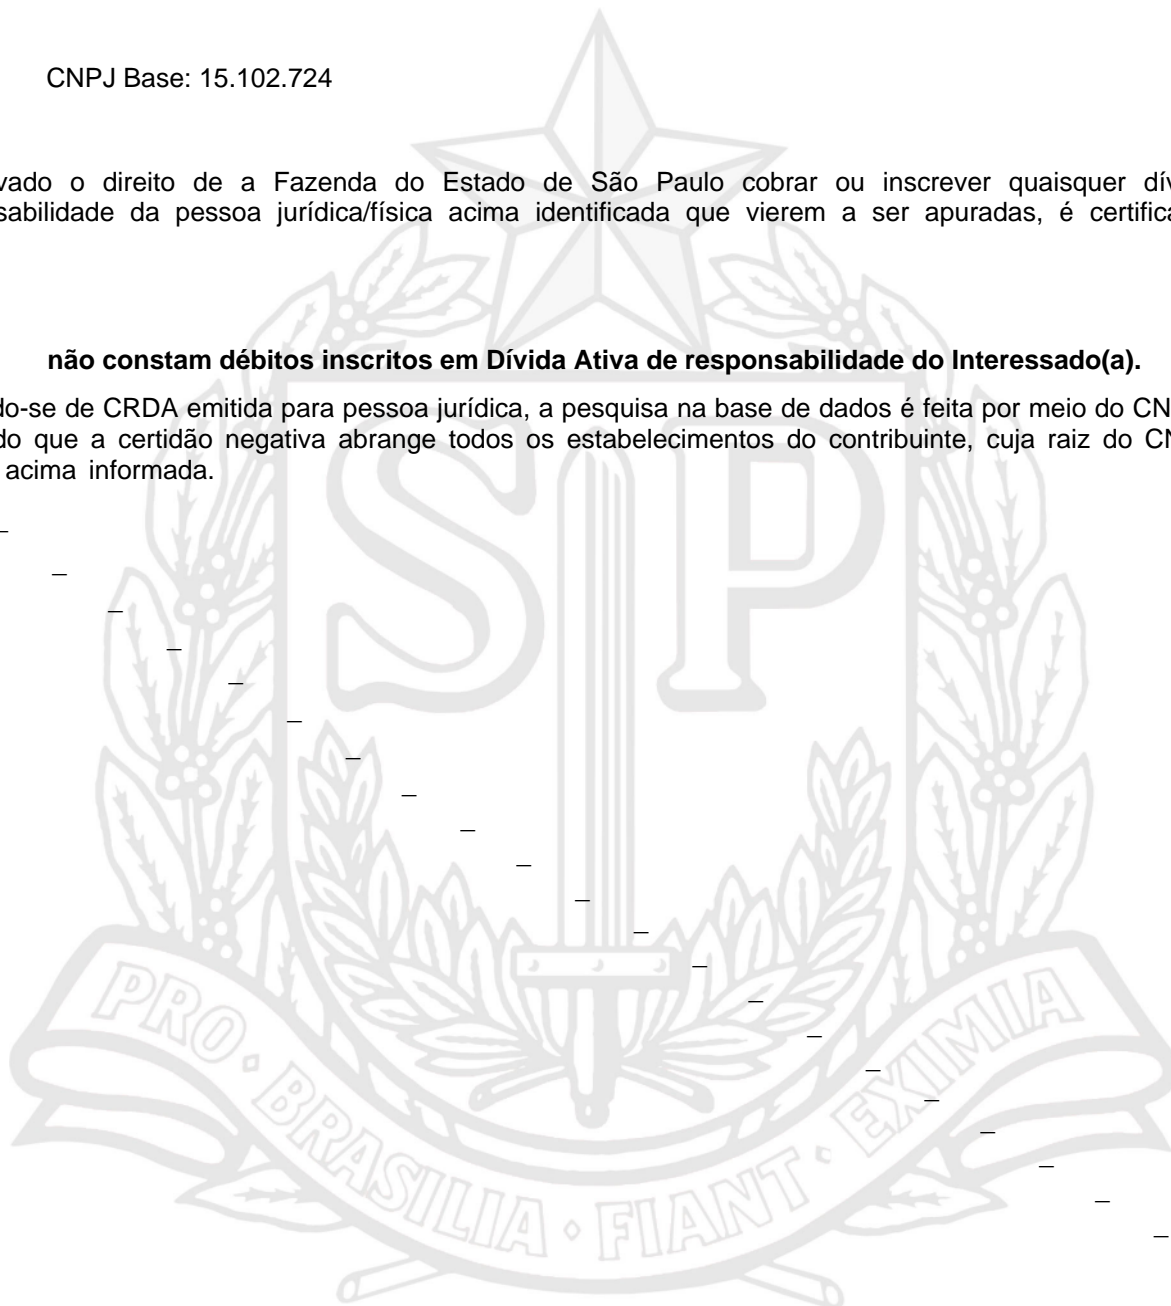 CNPJ Base: 15.102.724
vado o direito de a Fazenda do Estado de São Paulo cobrar ou inscrever quaisquer dív
sabilidade da pessoa jurídica/física acima identificada que vierem a ser apuradas, é certifica
não constam débitos inscritos em Dívida Ativa de responsabilidade do Interessado(a).
do-se de CRDA emitida para pessoa jurídica, a pesquisa na base de dados é feita por meio do CN
do que a certidão negativa abrange todos os estabelecimentos do contribuinte, cuja raiz do CN
acima informada.
SP
PRO • BRASILIA • FIANT • EXIMIA